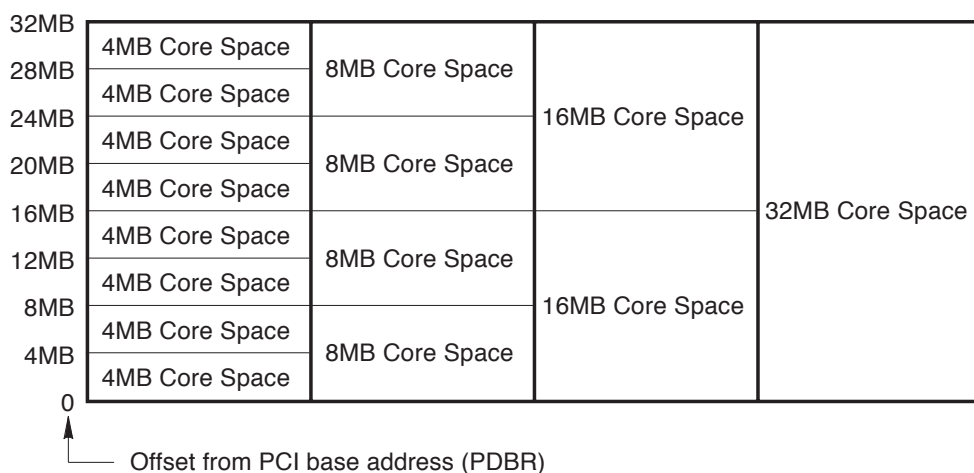 32MB
28MB
24MB
20MB
16MB
12MB
8MB
4MB
0
4MB Core Space
4MB Core Space
4MB Core Space
4MB Core Space
4MB Core Space
4MB Core Space
4MB Core Space
4MB Core Space
8MB Core Space
8MB Core Space
8MB Core Space
8MB Core Space
16MB Core Space
16MB Core Space
32MB Core Space
Offset from PCI base address (PDBR)